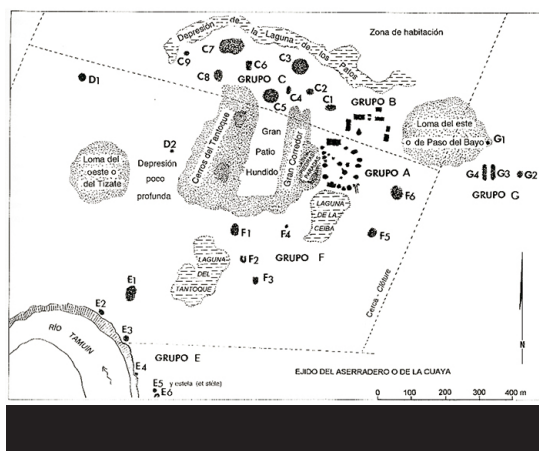 Depresión de la Laguna de los Patos
Zona de habitación
C9
C7
C6
C3
C8
GRUPO C
C4
C2
C5
C1
GRUPO B
D1
D2
Loma del
oeste o
del Tizate
Depresión
poco
profunda
Cerros del Tantoque
Gran
Patio
Hundido
Gran Corredor
GRUPO A
Loma del este
o de Paso del Bayo
G1
G4
G3
G2
GRUPO G
F6
LAGUNA
DE LA
CEIBA
F1
F4
F5
GRUPO F
F2
F3
LAGUNA
DEL
TANTOQUE
Cerca - Clôture
E1
E2
RÍO TAMUIN
E3
GRUPO E
E4
E5 y estela (et stèle)
E6
EJIDO DEL ASERRADERO O DE LA CUAYA
N
0 100 200 300 400 m